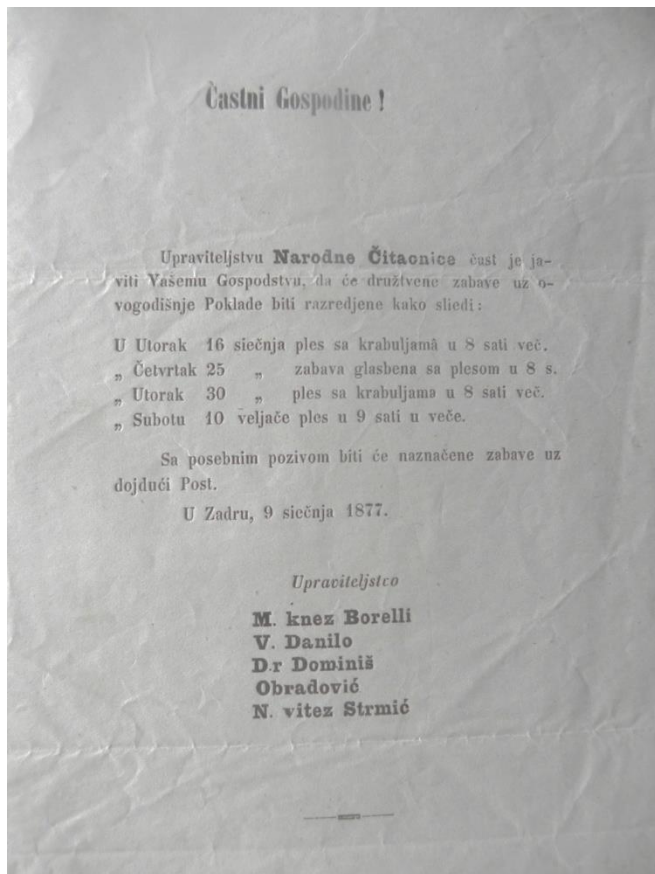 Častni Gospodine!
Upraviteljstvu Narodne Čitaonice čast je ja-
viti Vašemu Gospodstvu, da će družtvene zabave uz o-
vogodišnje Poklade biti razredjene kako sliedi:
U Utorak 16 siečnja ples sa krabuljamâ u 8 sati več.
„ Četvrtak 25 „ zabava glasbena sa plesom u 8 s.
„ Utorak 30 „ ples sa krabuljama u 8 sati več.
„ Subotu 10 veljače ples u 9 sati u veče.
Sa posebnim pozivom biti će naznačene zabave uz
dojdući Post.
U Zadru, 9 siečnja 1877.
Upraviteljstvo
M. knez Borelli
V. Danilo
D.r Dominiš
Obradović
N. vitez Strmić